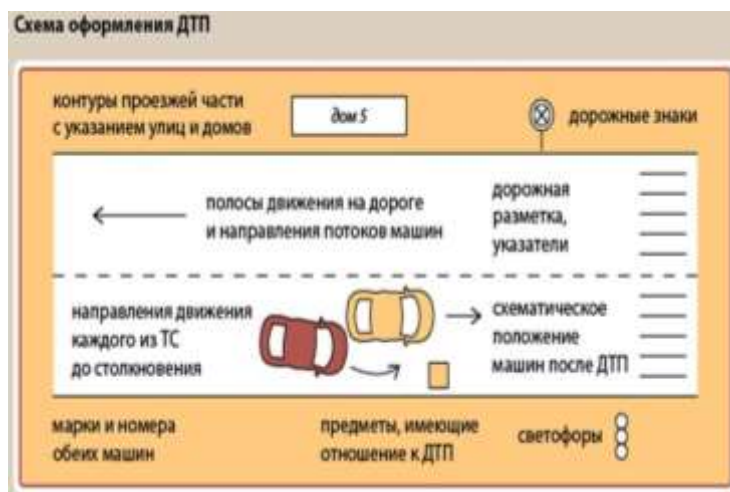 Схема оформления ДТП
контуры проезжей части
с указанием улиц и домов
дом 5
дорожные знаки
полосы движения на дороге
и направления потоков машин
дорожная
разметка,
указатели
направления движения
каждого из ТС
до столкновения
схематическое
положение
машин после ДТП
марки и номера
обеих машин
предметы, имеющие
отношение к ДТП
светофоры